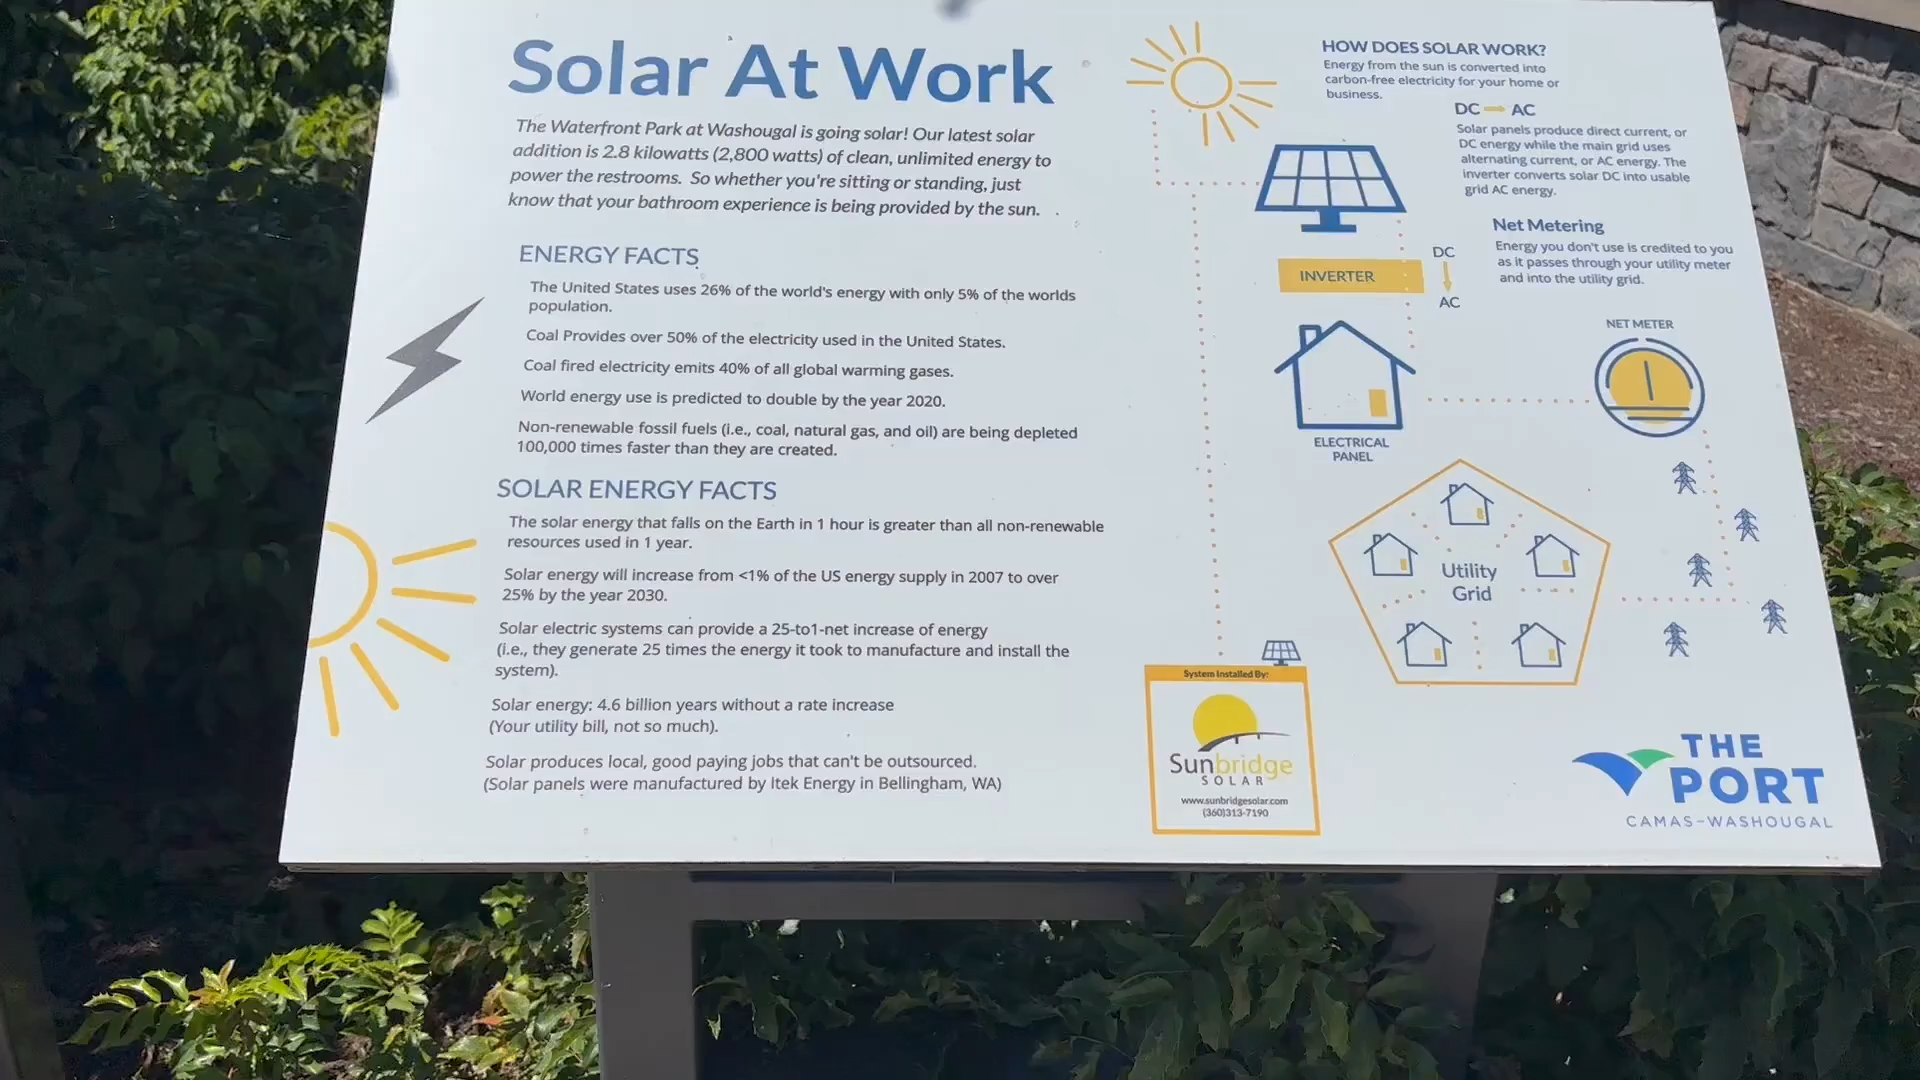 Solar At Work
The Waterfront Park at Washougal is going solar! Our latest solar
addition is 2.8 kilowatts (2,800 watts) of clean, unlimited energy to
power the restrooms. So whether you're sitting or standing, just
know that your bathroom experience is being provided by the sun.
ENERGY FACTS
The United States uses 26% of the world's energy with only 5% of the worlds
population.
Coal Provides over 50% of the electricity used in the United States.
Coal fired electricity emits 40% of all global warming gases.
World energy use is predicted to double by the year 2020.
Non-renewable fossil fuels (i.e., coal, natural gas, and oil) are being depleted
100,000 times faster than they are created.
SOLAR ENERGY FACTS
The solar energy that falls on the Earth in 1 hour is greater than all non-renewable
resources used in 1 year.
Solar energy will increase from <1% of the US energy supply in 2007 to over
25% by the year 2030.
Solar electric systems can provide a 25-to1-net increase of energy
(i.e., they generate 25 times the energy it took to manufacture and install the
system).
Solar energy: 4.6 billion years without a rate increase
(Your utility bill, not so much).
Solar produces local, good paying jobs that can't be outsourced.
(Solar panels were manufactured by Itek Energy in Bellingham, WA)
HOW DOES SOLAR WORK?
Energy from the sun is converted into
carbon-free electricity for your home or
business.
DC AC
Solar panels produce direct current, or
DC energy while the main grid uses
alternating current, or AC energy. The
inverter converts solar DC into usable
grid AC energy.
Net Metering
Energy you don't use is credited to you
as it passes through your utility meter
and into the utility grid.
DC
INVERTER
AC
NET METER
ELECTRICAL
PANEL
Utility
Grid
System Installed By:
Sunbridge
SOLAR
www.sunbridgesolar.com
(360)313-7190
THE
PORT
CAMAS-WASHOUGAL